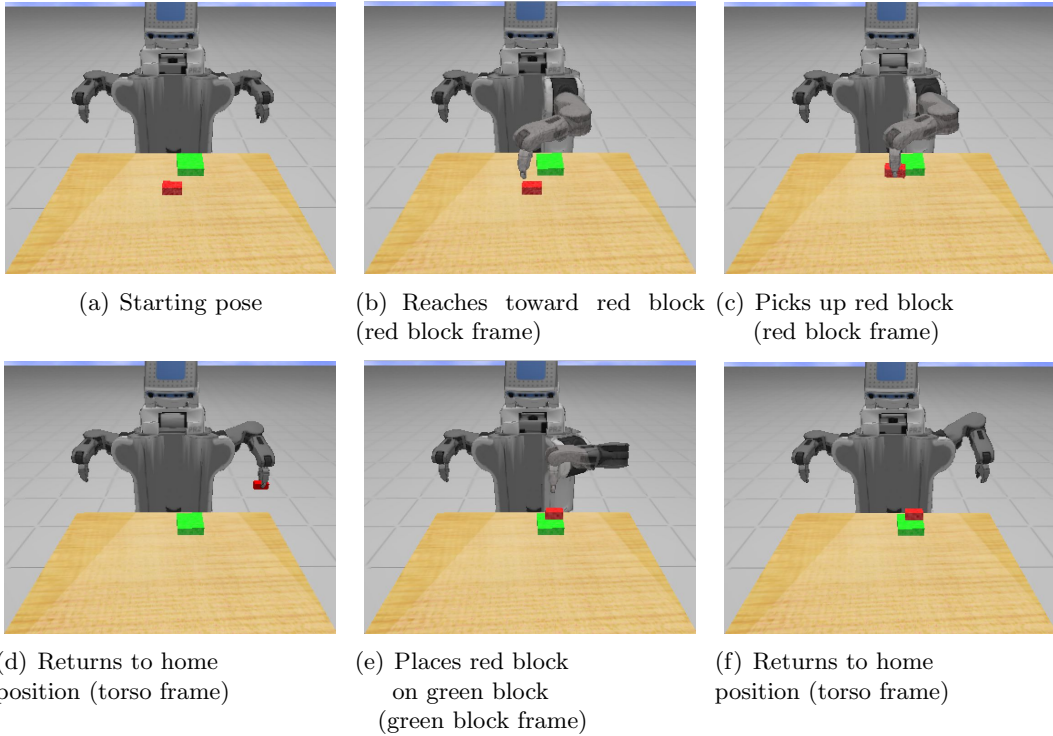 (a) Starting pose
(b) Reaches toward red block
(red block frame)
(c) Picks up red block
(red block frame)
(d) Returns to home
position (torso frame)
(e) Places red block
on green block
(green block frame)
(f) Returns to home
position (torso frame)